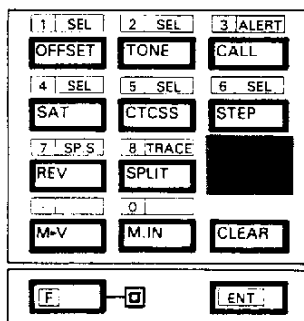 1 SEL 2 SEL 3 ALERT
OFFSET TONE CALL
4 SEL 5 SEL 6 SEL
SAT CTCSS STEP
7 SP.S 8 TRACE
REV SPLIT
· 0
M▸V M.IN CLEAR
F ENT